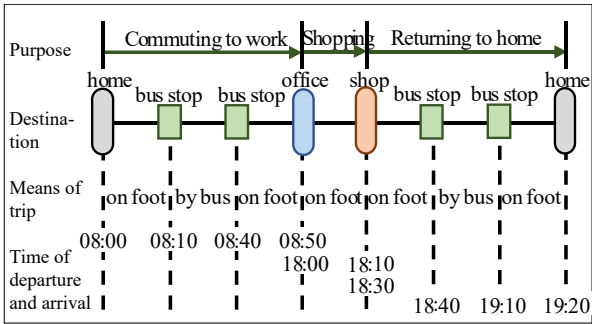 Purpose
Commuting to work
Shopping
Returning to home
home
office
shop
home
bus stop
bus stop
bus stop
bus stop
Destina-
tion
Means of
trip
on foot
by bus
on foot
on foot
on foot
by bus
on foot
Time of
departure
and arrival
08:00
08:10
08:40
08:50
18:00
18:10
18:30
18:40
19:10
19:20